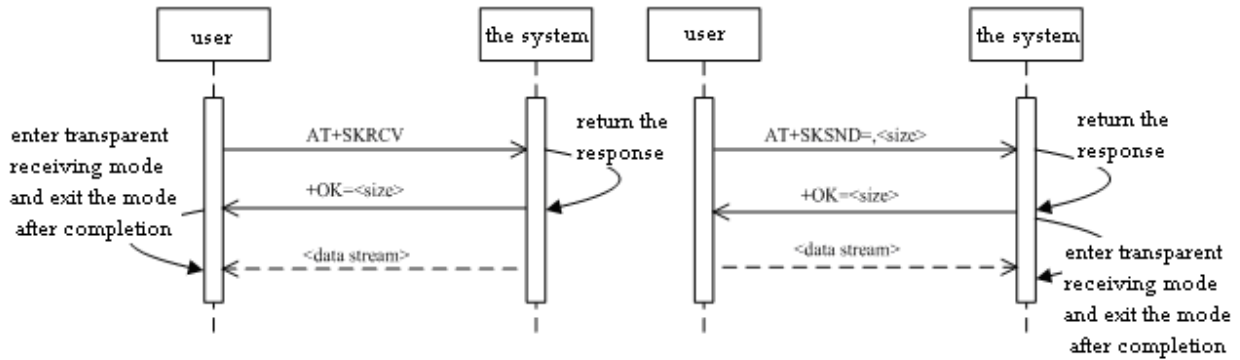 user
the system
enter transparent
receiving mode
and exit the mode
after completion
AT+SKRCV
return the
response
+OK=<size>
<data stream>
user
the system
AT+SKSND=,<size>
return the
response
+OK=<size>
<data stream>
enter transparent
receiving mode
and exit the mode
after completion